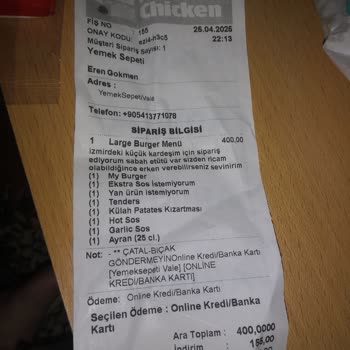 chicken
FİŞ NO 155 25.04.2025
ONAY KODU: 22:13
Müşteri Sipariş Sayısı: 1
Yemek Sepeti
Eren Gokmen
Adres :
YemekSepetiVale
Telefon: +905413771078
SİPARİŞ BİLGİSİ
1 Large Burger Menü 400,00
izmirdeki küçük kardeşim için sipariş
ediyorum sabah etütü var sizden ricam
olabildiğince erken verebilirseniz sevinirim
(1) My Burger
(1) Ekstra Sos İstemiyorum
(1) Yan ürün istemiyorum
(1) Tenders
(1) Külah Patates Kızartması
(1) Hot Sos
(1) Garlic Sos
(1) Ayran (25 cl.)
Not: - ** ÇATAL-BIÇAK
GÖNDERMEYİNOnline Kredi/Banka Kartı
[Yemeksepeti Vale] [ONLINE
KREDI/BANKA KARTI]
Ödeme: Online Kredi/Banka Kartı
Seçilen Ödeme : Online Kredi/Banka
Kartı
Ara Toplam : 400,0000
İndirim :